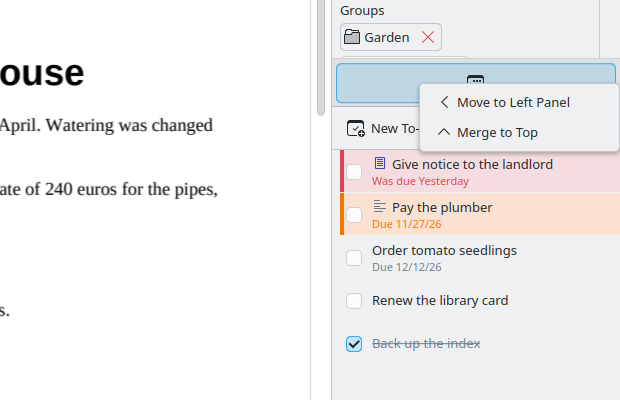 Groups
Garden
ouse
April. Watering was changed
ate of 240 euros for the pipes,
s.
Move to Left Panel
Merge to Top
New To-
Give notice to the landlord
Was due Yesterday
Pay the plumber
Due 11/27/26
Order tomato seedlings
Due 12/12/26
Renew the library card
Back up the index